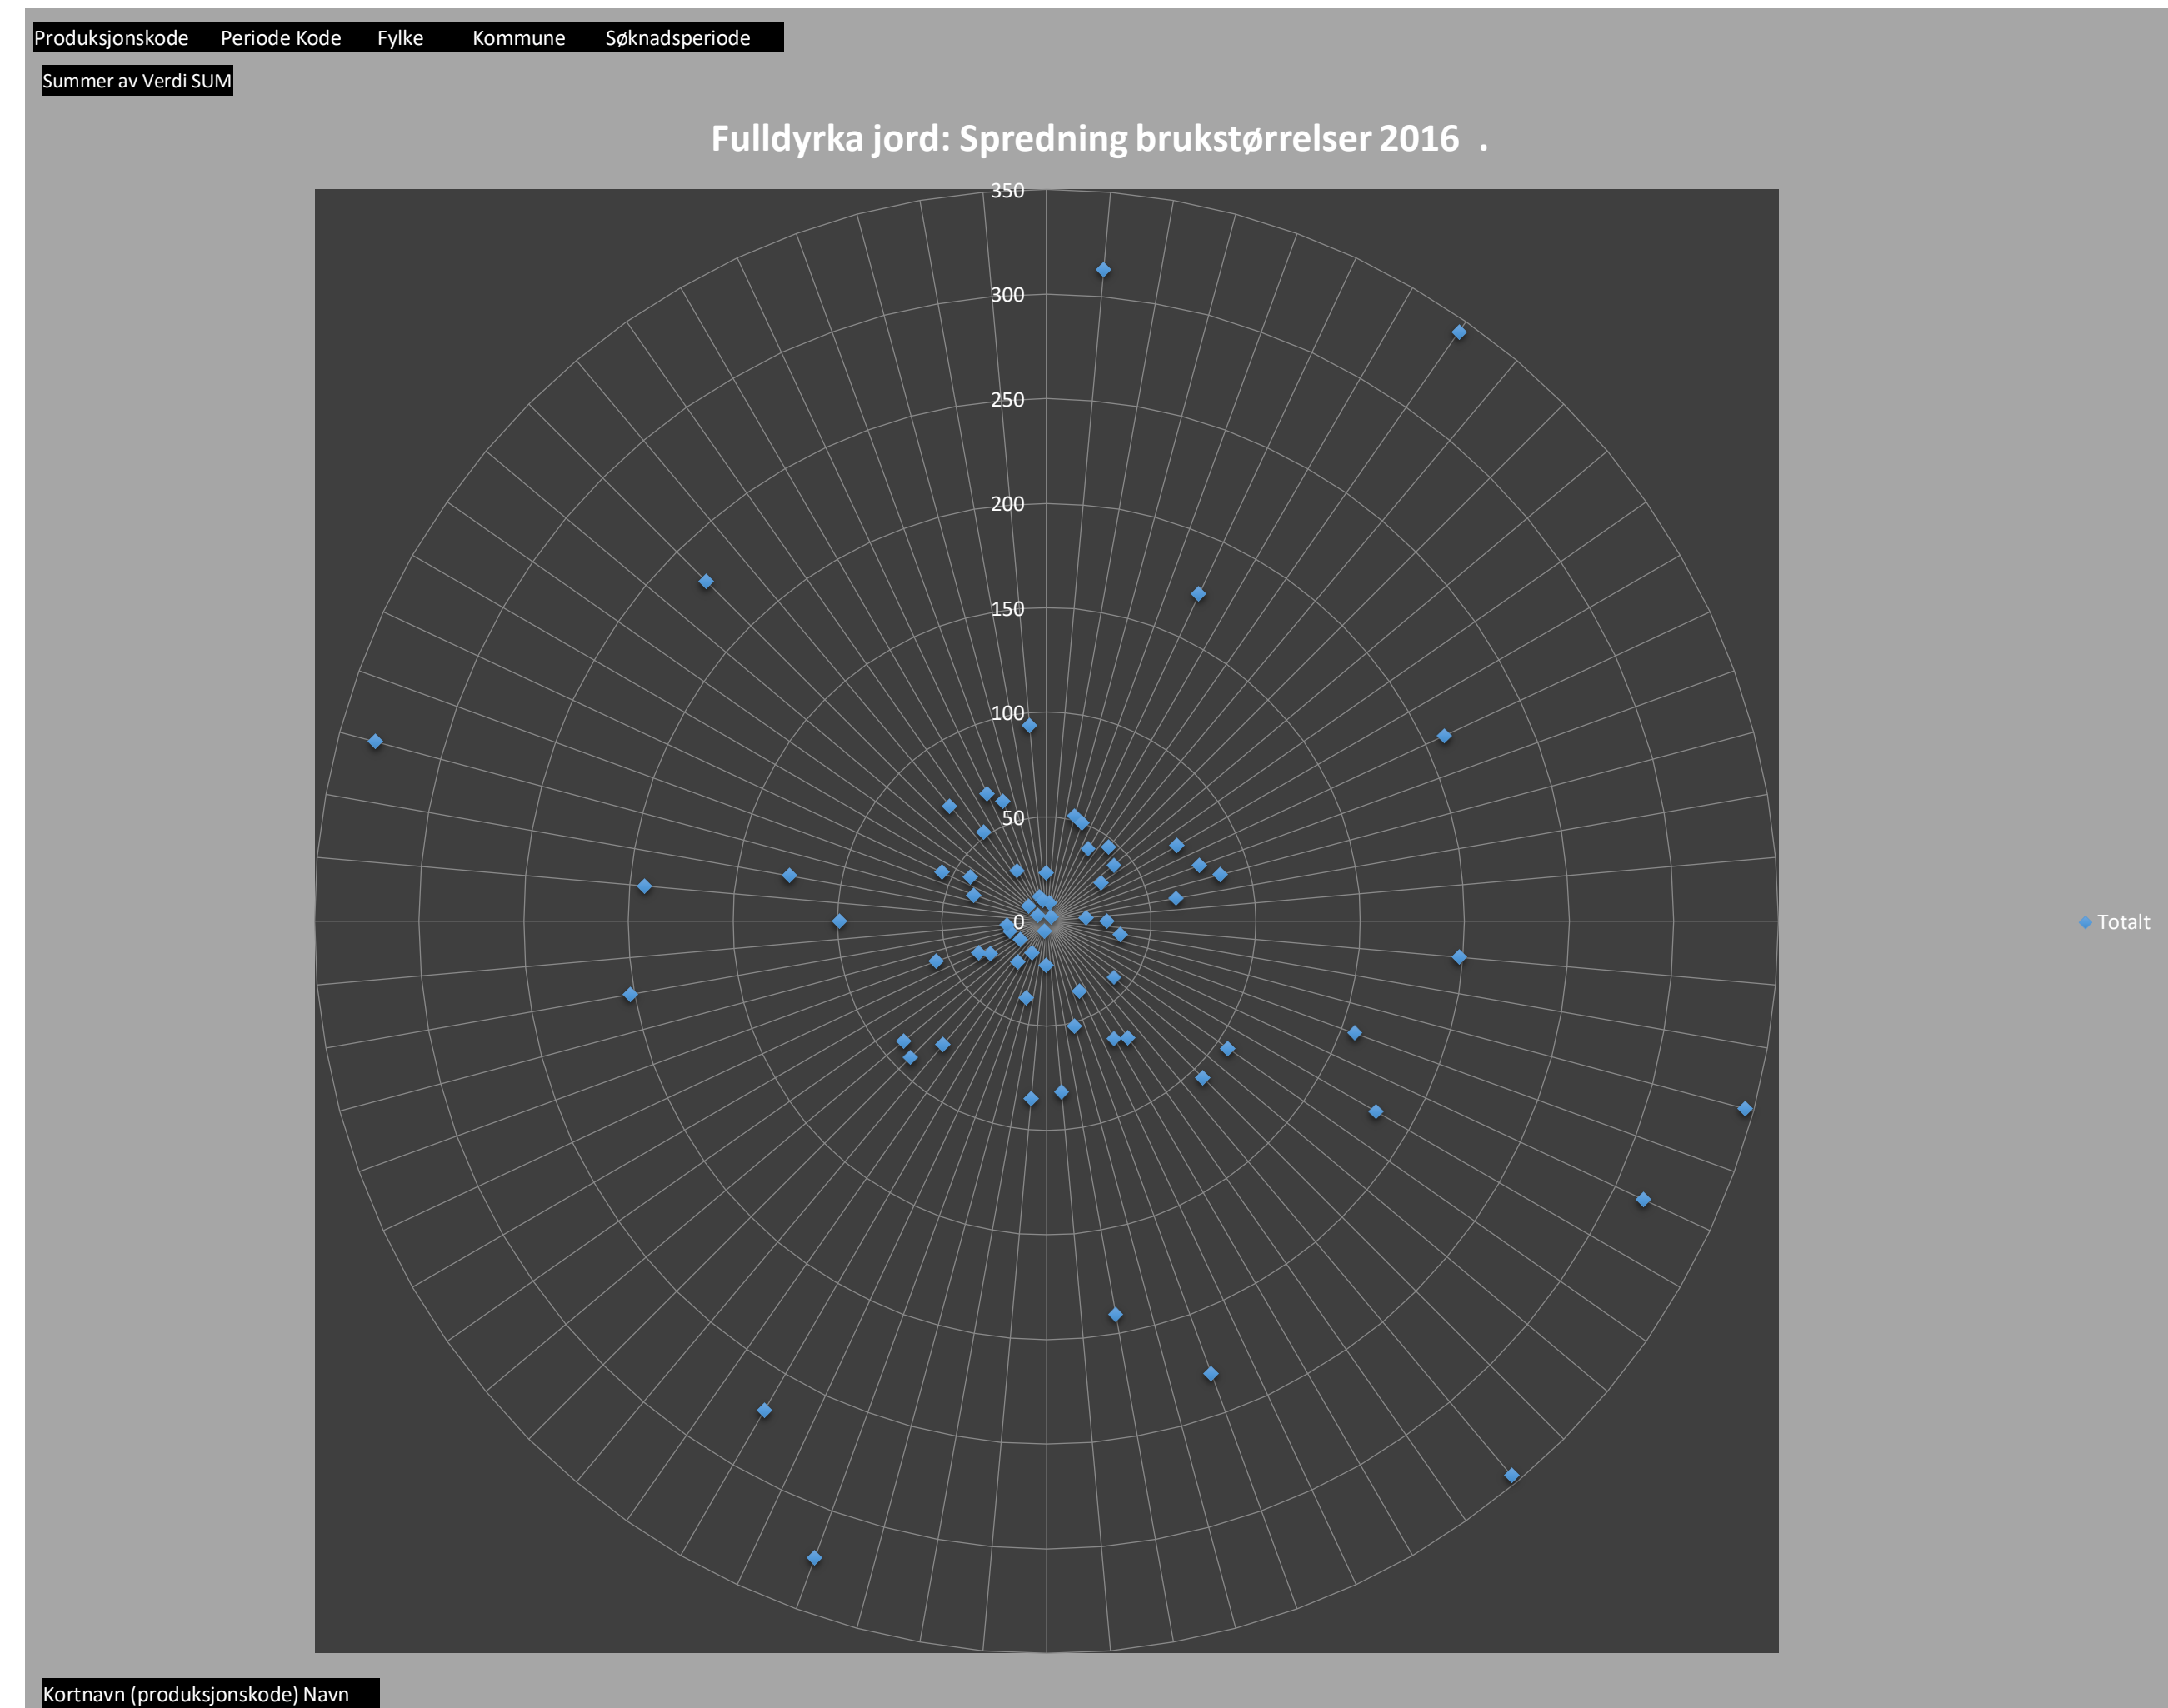 Produksjonskode Periode Kode Fylke Kommune Søknadsperiode
Summer av Verdi SUM
Fulldyrka jord: Spredning brukstørrelser 2016 .
350
300
250
200
150
100
50
0
Totalt
Kortnavn (produksjonskode) Navn